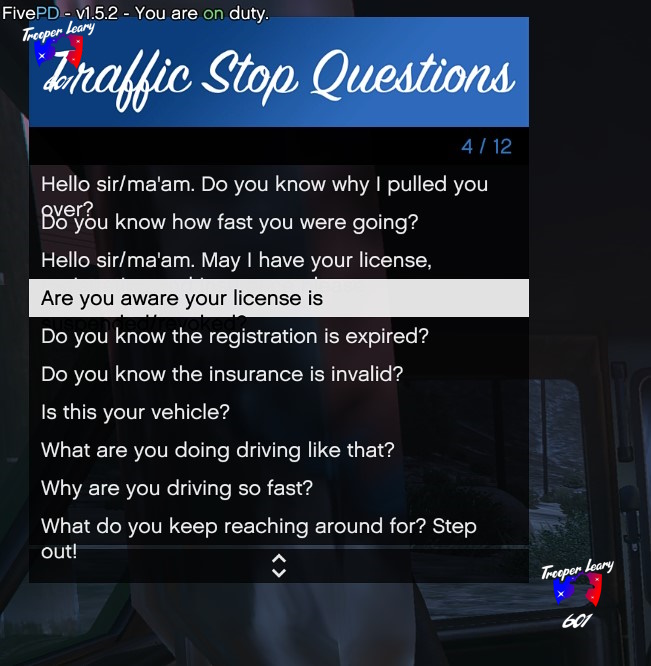 FivePD - v1.5.2 - You are on duty.
Trooper Leary
601
Traffic Stop Questions
4 / 12
Hello sir/ma'am. Do you know why I pulled you
over?
Do you know how fast you were going?
Hello sir/ma'am. May I have your license,
Are you aware your license is
suspended/revoked?
Do you know the registration is expired?
Do you know the insurance is invalid?
Is this your vehicle?
What are you doing driving like that?
Why are you driving so fast?
What do you keep reaching around for? Step
out!
Trooper Leary
601